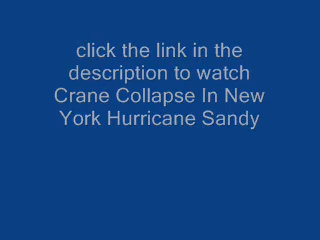 click the link in the
description to watch
Crane Collapse In New
York Hurricane Sandy